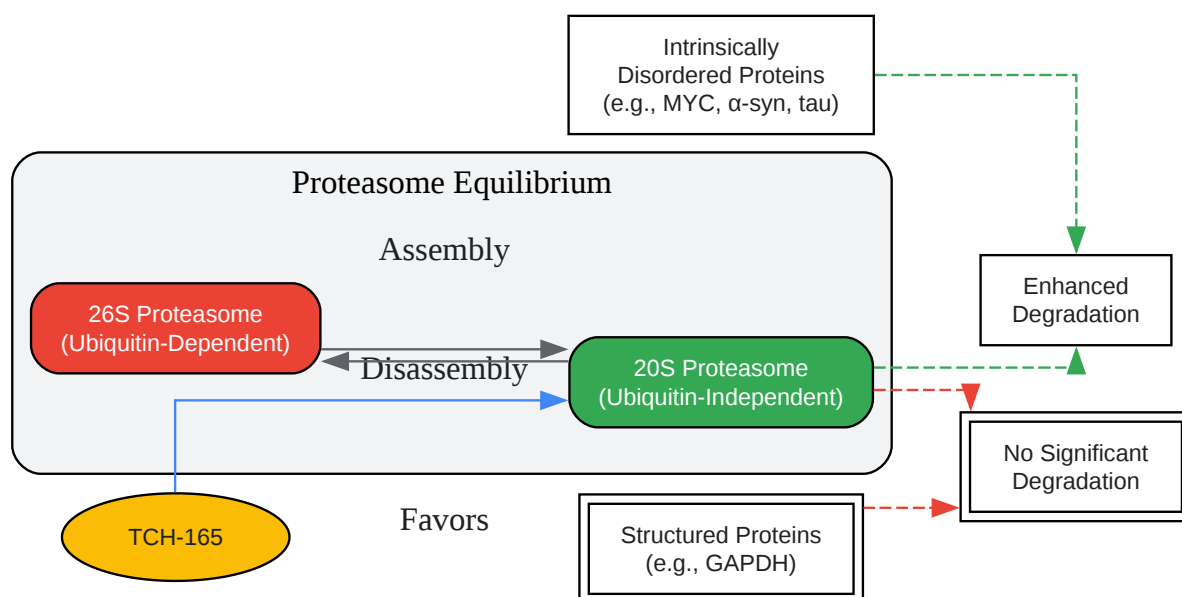 Intrinsically
Disordered Proteins
(e.g., MYC, α-syn, tau)
Proteasome Equilibrium
Assembly
26S Proteasome
(Ubiquitin-Dependent)
Disassembly
20S Proteasome
(Ubiquitin-Independent)
Enhanced
Degradation
No Significant
Degradation
TCH-165
Favors
Structured Proteins
(e.g., GAPDH)